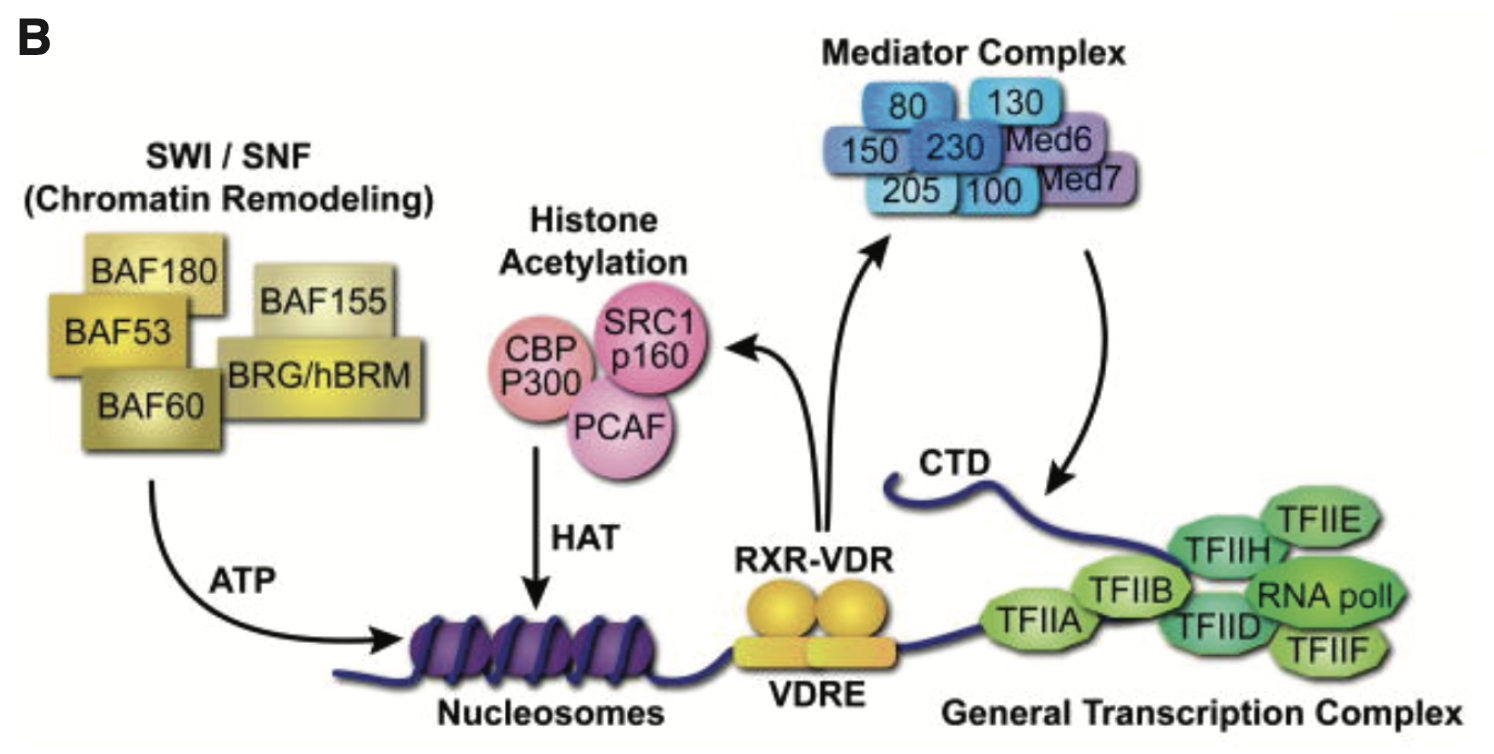 B
SWI / SNF
(Chromatin Remodeling)
BAF180
BAF155
BAF53
BRG/hBRM
BAF60
ATP
Histone
Acetylation
SRC1
p160
CBP
P300
PCAF
HAT
Nucleosomes
Mediator Complex
80
130
150
230
Med6
205
100
Med7
RXR-VDR
VDRE
CTD
TFIIE
TFIIH
TFIIB
RNA poll
TFIIA
TFIID
TFIIF
General Transcription Complex